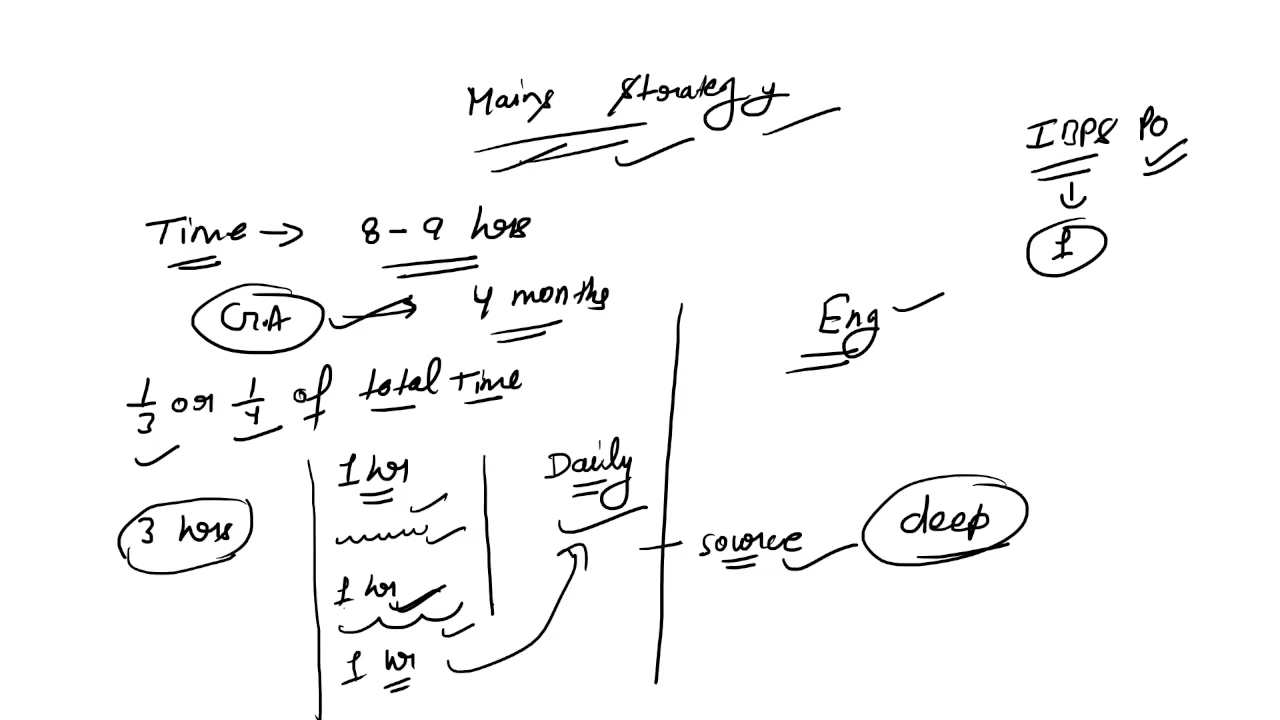 Mains Strategy
IBPS PO
1
Time → 8-9 hrs
G.A → 4 months
1/3 or 1/4 of total time
1 hr
1 hr
1 hr
3 hrs
Daily
Eng
source
deep